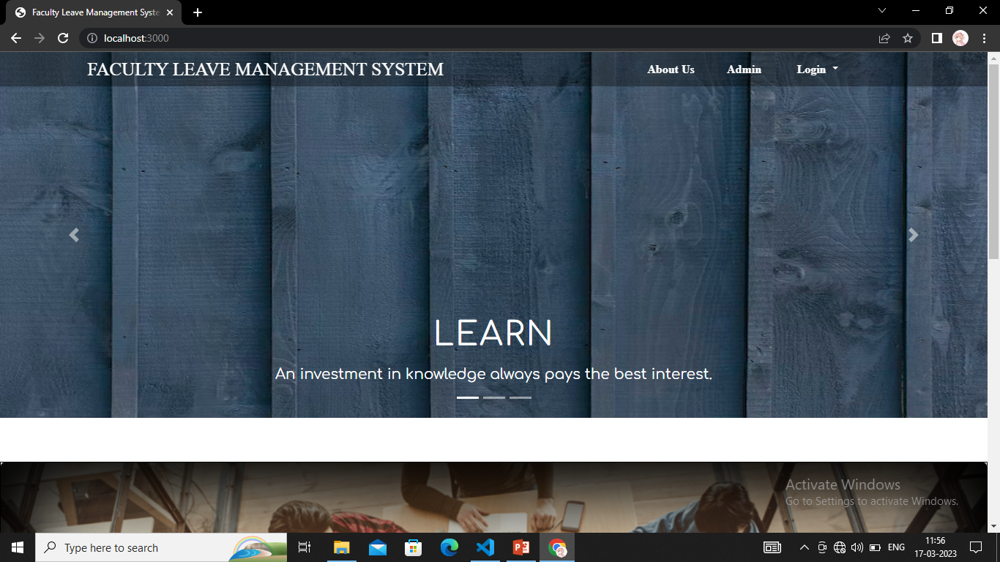 Faculty Leave Management Syste
localhost:3000
FACULTY LEAVE MANAGEMENT SYSTEM
About Us
Admin
Login
LEARN
An investment in knowledge always pays the best interest.
Activate Windows
Go to Settings to activate Windows.
Type here to search
ENG
11:56
17-03-2023